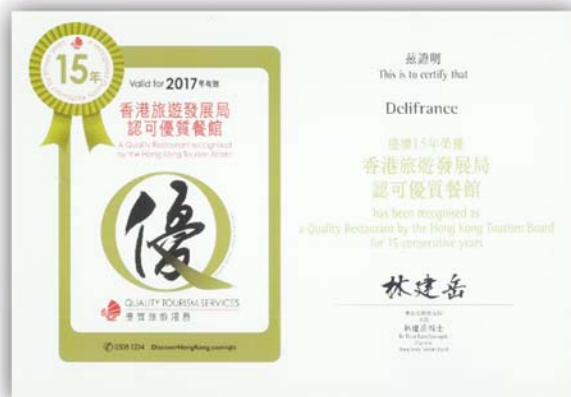 15年
Valid for 2017年有效
香港旅遊發展局
認可優質餐館
A Quality Restaurant recognised
by the Hong Kong Tourism Board
優
QUALITY TOURISM SERVICES
優質旅遊服務
2508 1234 DiscoverHongKong.com/qts
茲證明
This is to certify that
Delifrance
連續15年榮獲
香港旅遊發展局
認可優質餐館
has been recognised as
a Quality Restaurant by the Hong Kong Tourism Board
for 15 consecutive years
林建岳
林建岳博士